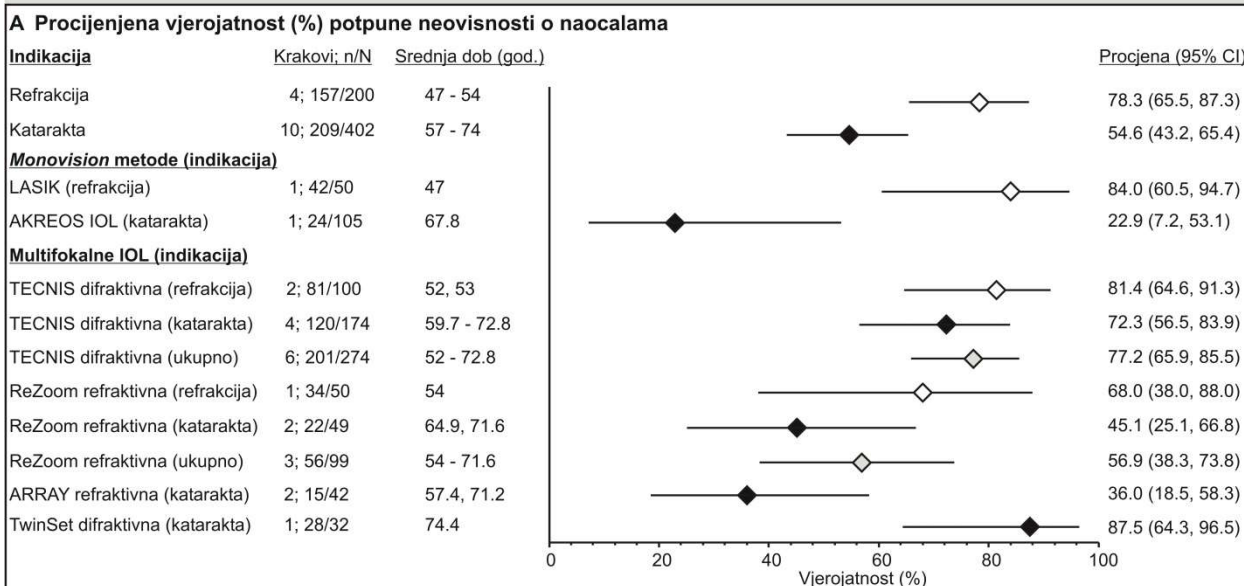 A Procijenjena vjerojatnost (%) potpune neovisnosti o naocalama
Indikacija Krakovi; n/N Srednja dob (god.) Procjena (95% CI)
Refrakcija 4; 157/200 47 - 54 78.3 (65.5, 87.3)
Katarakta 10; 209/402 57 - 74 54.6 (43.2, 65.4)
Monovision metode (indikacija)
LASIK (refrakcija) 1; 42/50 47 84.0 (60.5, 94.7)
AKREOS IOL (katarakta) 1; 24/105 67.8 22.9 (7.2, 53.1)
Multifokalne IOL (indikacija)
TECNIS difraktivna (refrakcija) 2; 81/100 52, 53 81.4 (64.6, 91.3)
TECNIS difraktivna (katarakta) 4; 120/174 59.7 - 72.8 72.3 (56.5, 83.9)
TECNIS difraktivna (ukupno) 6; 201/274 52 - 72.8 77.2 (65.9, 85.5)
ReZoom refraktivna (refrakcija) 1; 34/50 54 68.0 (38.0, 88.0)
ReZoom refraktivna (katarakta) 2; 22/49 64.9, 71.6 45.1 (25.1, 66.8)
ReZoom refraktivna (ukupno) 3; 56/99 54 - 71.6 56.9 (38.3, 73.8)
ARRAY refraktivna (katarakta) 2; 15/42 57.4, 71.2 36.0 (18.5, 58.3)
TwinSet difraktivna (katarakta) 1; 28/32 74.4 87.5 (64.3, 96.5)
0 20 40 60 80 100
Vjerojatnost (%)